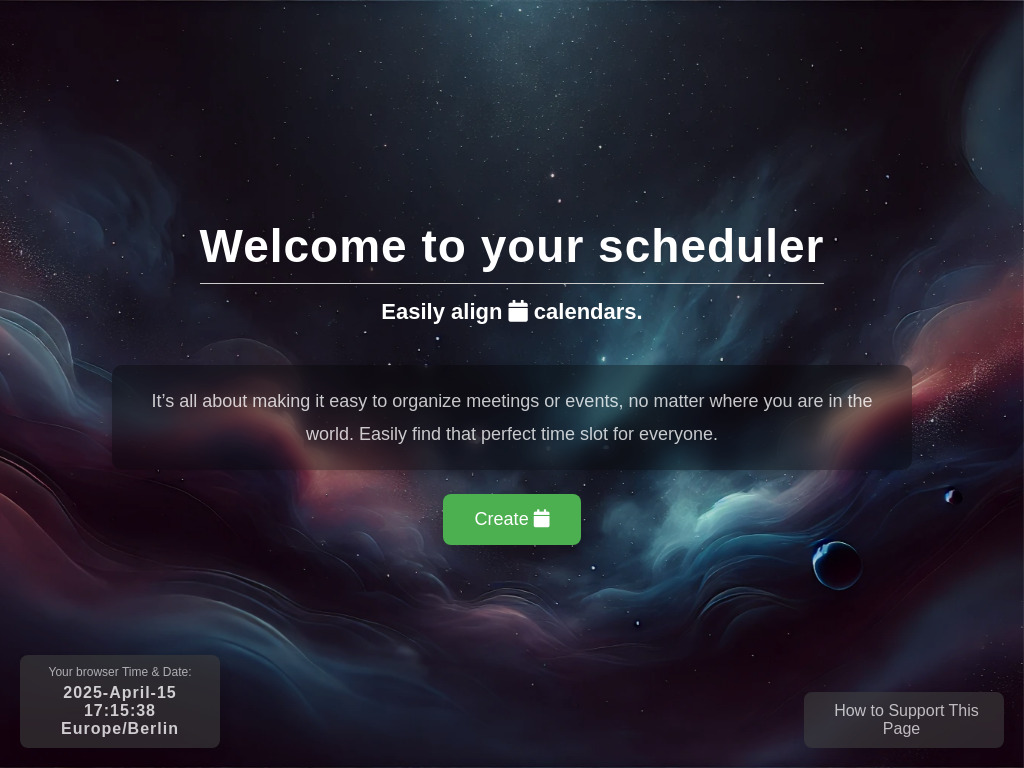 Welcome to your scheduler
Easily align calendars.
It’s all about making it easy to organize meetings or events, no matter where you are in the
world. Easily find that perfect time slot for everyone.
Create
Your browser Time & Date:
2025-April-15
17:15:38
Europe/Berlin
How to Support This
Page